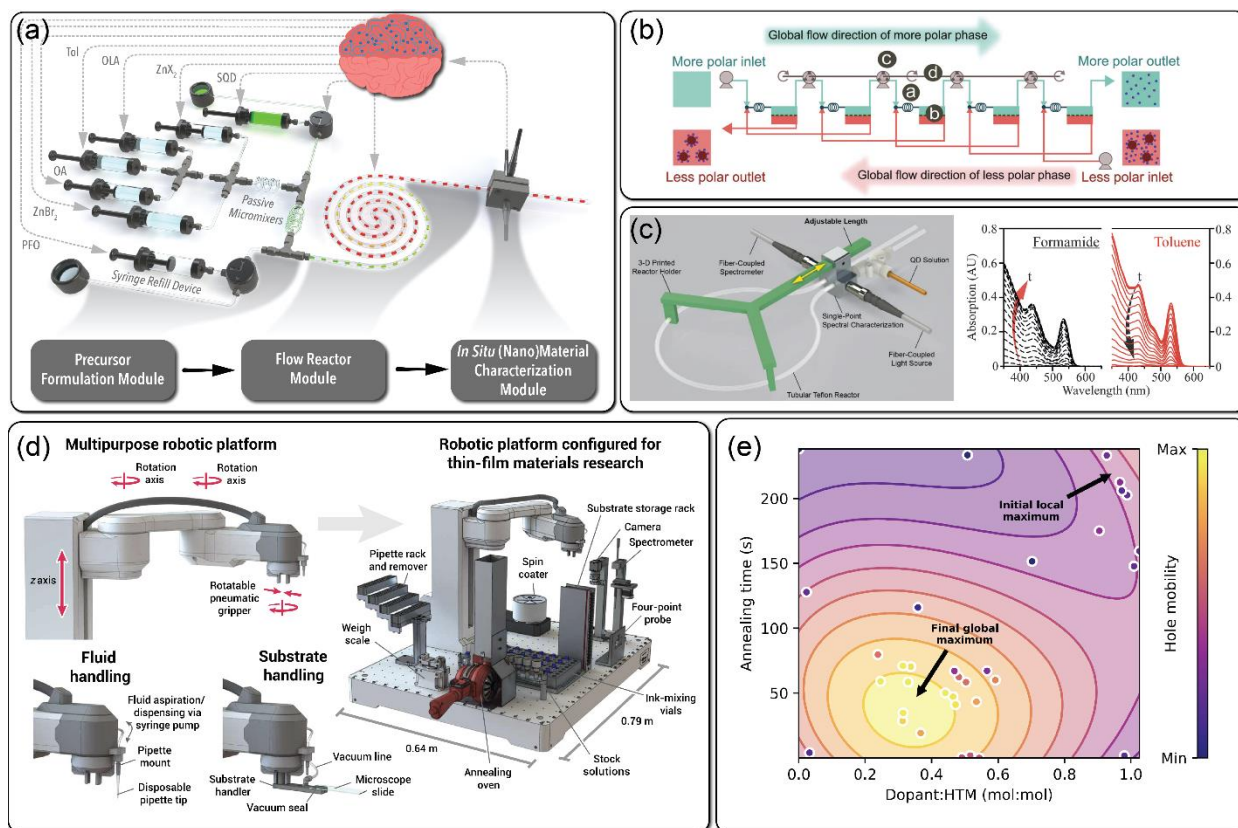 (a)
Tol
OLA
ZnX2
SQD
OA
ZnBr2
PFO
Passive
Micromixers
Syringe Refill Device
Precursor
Formulation Module
Flow Reactor
Module
In Situ (Nano)Material
Characterization
Module
(b)
Global flow direction of more polar phase
More polar inlet
More polar outlet
c
d
a
b
Less polar outlet
Less polar inlet
Global flow direction of less polar phase
(c)
Adjustable Length
Fiber-Coupled
Spectrometer
3-D Printed
Reactor Holder
QD Solution
Single-Point
Spectral Characterization
Fiber-Coupled
Light Source
Tubular Teflon Reactor
Formamide
Toluene
t
t
Absorption (AU)
0.8
0.6
0.4
0.2
0
0.8
0.6
0.4
0.2
0
400 500 600
400 500 600
Wavelength (nm)
(d)
Multipurpose robotic platform
Rotation
axis
Rotation
axis
z axis
Rotatable
pneumatic
gripper
Robotic platform configured for
thin-film materials research
Substrate storage rack
Camera
Spectrometer
Pipette rack
and remover
Spin
coater
Four-point
probe
Weigh
scale
Ink-mixing
vials
0.79 m
0.64 m
Stock
solutions
Annealing
oven
Fluid
handling
Fluid aspiration/
dispensing via
syringe pump
Pipette
mount
Disposable
pipette tip
Substrate
handling
Vacuum line
Substrate
handler
Microscope
slide
Vacuum seal
(e)
Max
Initial local
maximum
Final global
maximum
Hole mobility
Min
Annealing time (s)
200
150
100
50
0.0 0.2 0.4 0.6 0.8 1.0
Dopant:HTM (mol:mol)